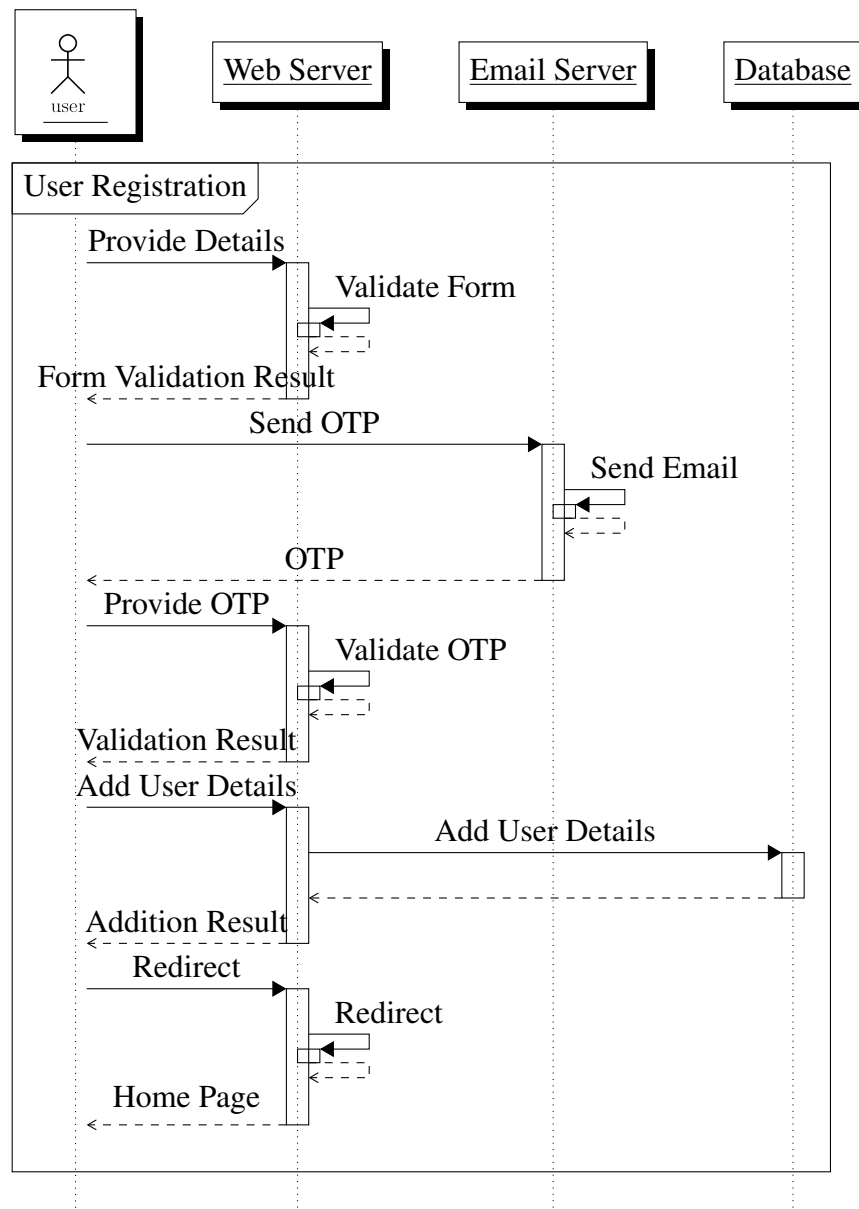 user
Web Server
Email Server
Database
User Registration
Provide Details
Validate Form
Form Validation Result
Send OTP
Send Email
OTP
Provide OTP
Validate OTP
Validation Result
Add User Details
Add User Details
Addition Result
Redirect
Redirect
Home Page